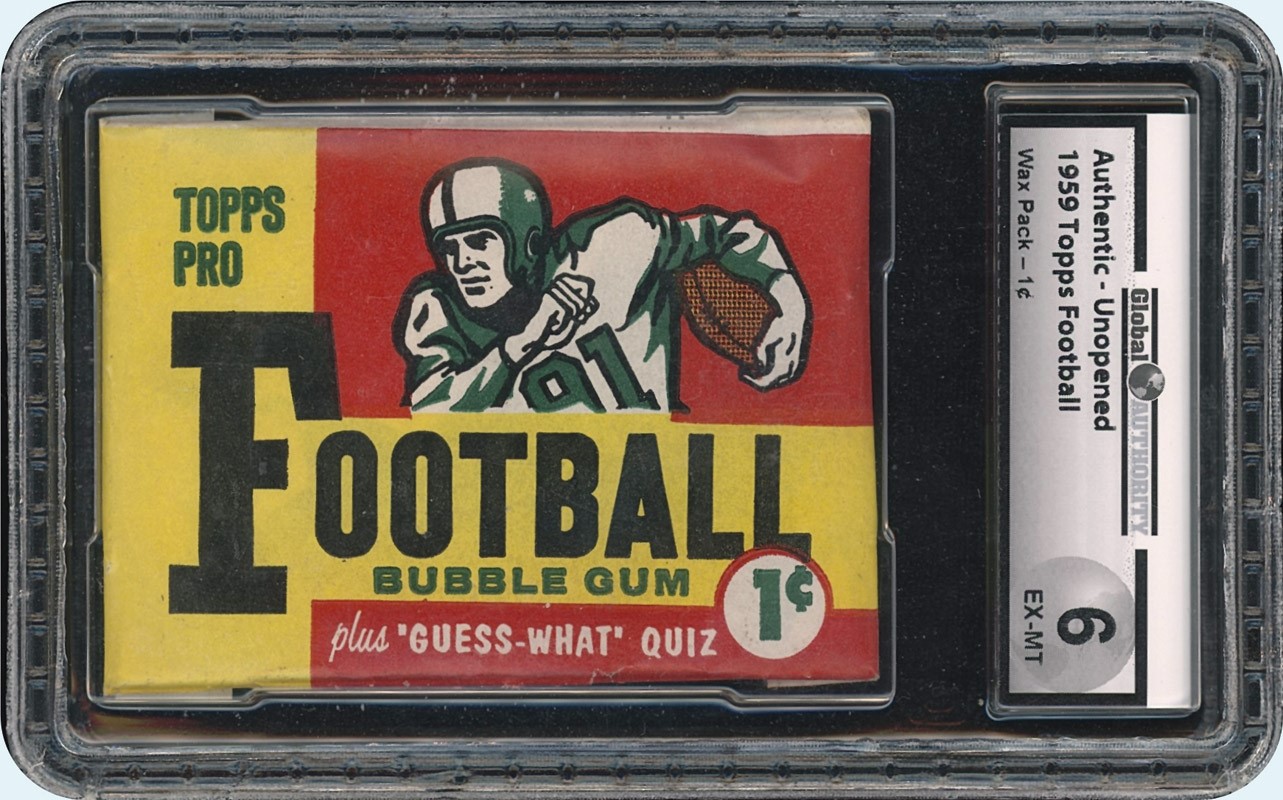 TOPPS
PRO
FOOTBALL
BUBBLE GUM
1¢
plus "GUESS-WHAT" QUIZ
91
Global AUTHORITY
Authentic - Unopened
1959 Topps Football
Wax Pack – 1¢
6
EX-MT